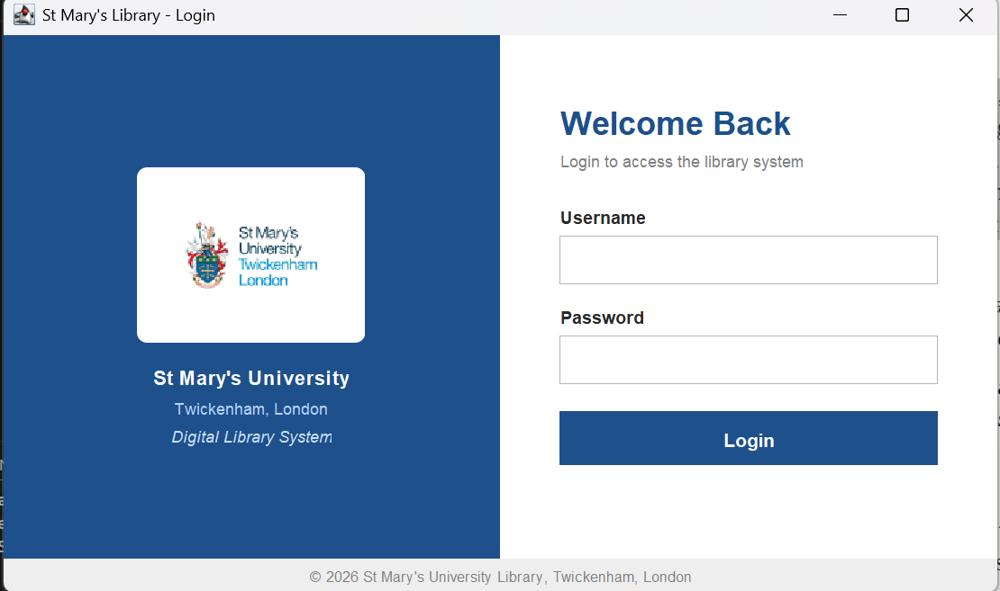 St Mary's Library - Login
St Mary's
University
Twickenham
London
St Mary's University
Twickenham, London
Digital Library System
Welcome Back
Login to access the library system
Username
Password
Login
© 2026 St Mary's University Library, Twickenham, London